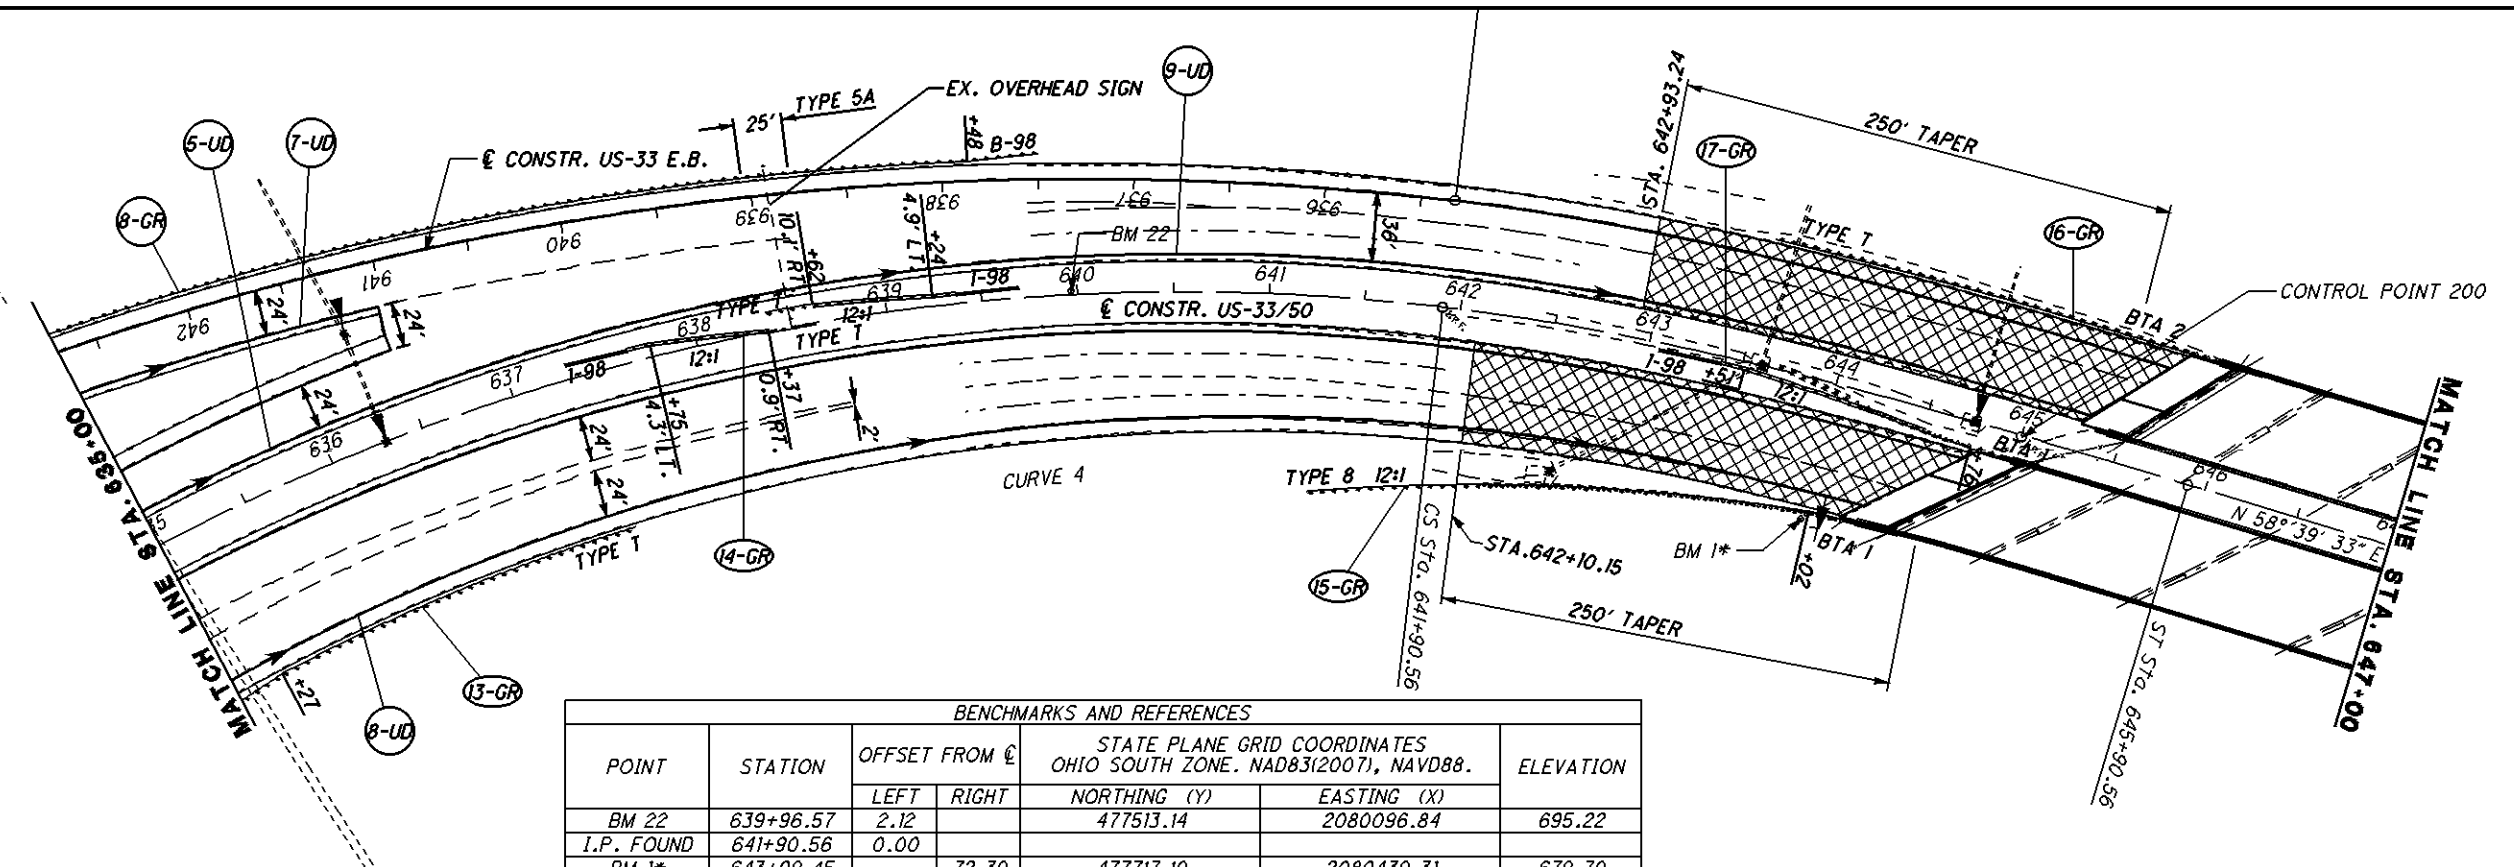 EX. OVERHEAD SIGN
9-UD
TYPE 5A
25'
+48
B-98
5-UD
7-UD
℄ CONSTR. US-33 E.B.
8-GR
STA. 642+93.24
250' TAPER
17-GR
16-GR
TYPE T
942
941
940
939
938
937
936
24'
24'
24'
10.1' RT.
+62
4.9' LT.
+24
BM 22
36'
1-98
TYPE T
12:1
639
640
641
642
643
644
645
646
℄ CONSTR. US-33/50
638
637
636
TYPE T
1-98
12:1
+75
4.3' LT.
+37
0.9' RT.
2'
24'
24'
CURVE 4
1-98
+51
12:1
BTA 2
CONTROL POINT 200
BTA 1
76'
TYPE 8 12:1
MATCH LINE STA. 635+00
MATCH LINE STA. 647+00
N 58° 39' 33" E
TYPE T
14-GR
15-GR
13-GR
8-UD
+27
CS Sta. 641+90.56
STA.642+10.15
BM 1*
BTA 1
+02
250' TAPER
ST Sta. 645+90.56
BENCHMARKS AND REFERENCES
POINT STATION OFFSET FROM ℄ STATE PLANE GRID COORDINATES OHIO SOUTH ZONE. NAD83(2007), NAVD88. ELEVATION
LEFT RIGHT NORTHING (Y) EASTING (X)
BM 22 639+96.57 2.12 477513.14 2080096.84 695.22
I.P. FOUND 641+90.56 0.00
BM 1*